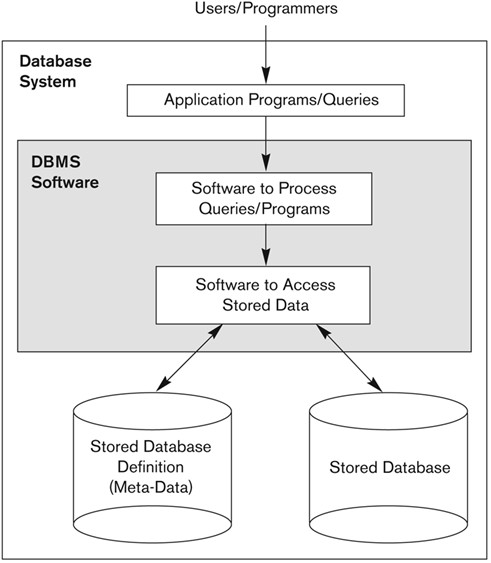 Users/Programmers
Database
System
Application Programs/Queries
DBMS
Software
Software to Process
Queries/Programs
Software to Access
Stored Data
Stored Database
Definition
(Meta-Data)
Stored Database